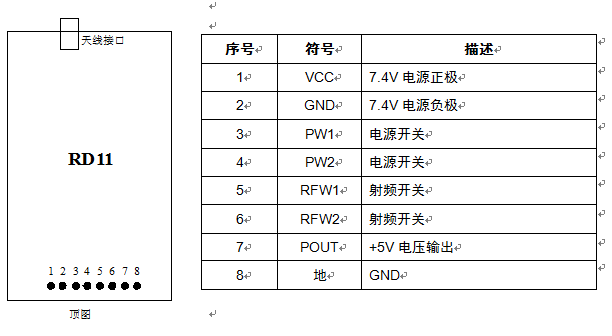 天线接口
RD11
1 2 3 4 5 6 7 8
顶图
序号 符号 描述
1 VCC 7.4V 电源正极
2 GND 7.4V 电源负极
3 PW1 电源开关
4 PW2 电源开关
5 RFW1 射频开关
6 RFW2 射频开关
7 POUT +5V 电压输出
8 地 GND